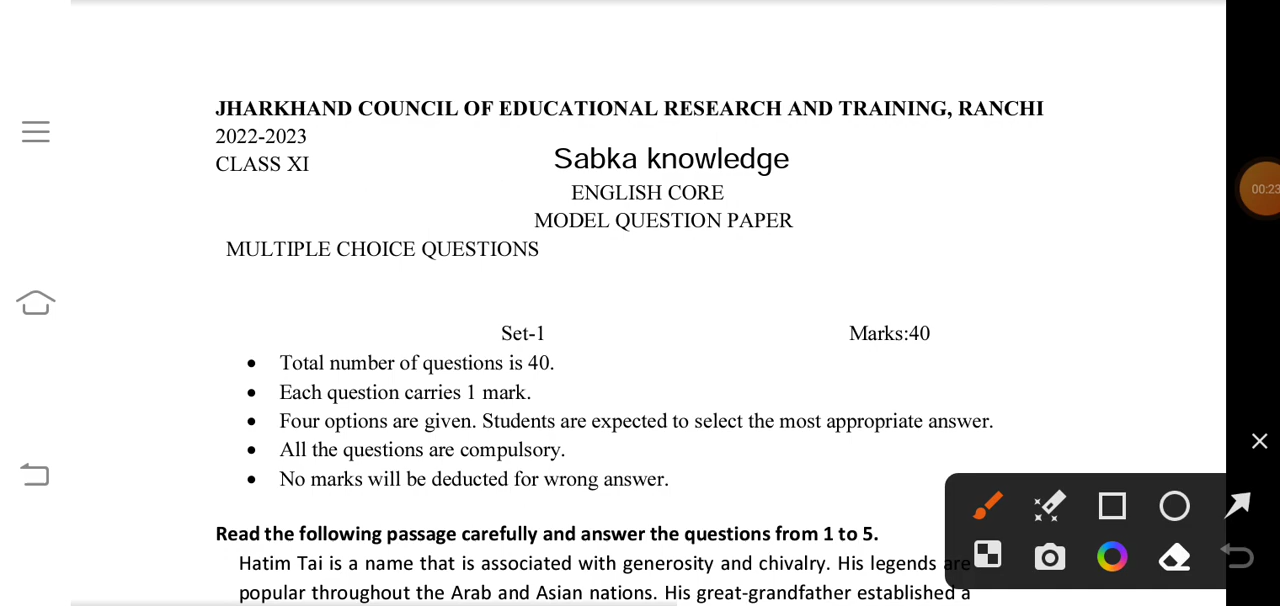 JHARKHAND COUNCIL OF EDUCATIONAL RESEARCH AND TRAINING, RANCHI
2022-2023
CLASS XI
Sabka knowledge
ENGLISH CORE
MODEL QUESTION PAPER
MULTIPLE CHOICE QUESTIONS
Set-1 Marks:40
• Total number of questions is 40.
• Each question carries 1 mark.
• Four options are given. Students are expected to select the most appropriate answer.
• All the questions are compulsory.
• No marks will be deducted for wrong answer.
Read the following passage carefully and answer the questions from 1 to 5.
Hatim Tai is a name that is associated with generosity and chivalry. His legends are
popular throughout the Arab and Asian nations. His great-grandfather established a
00:23